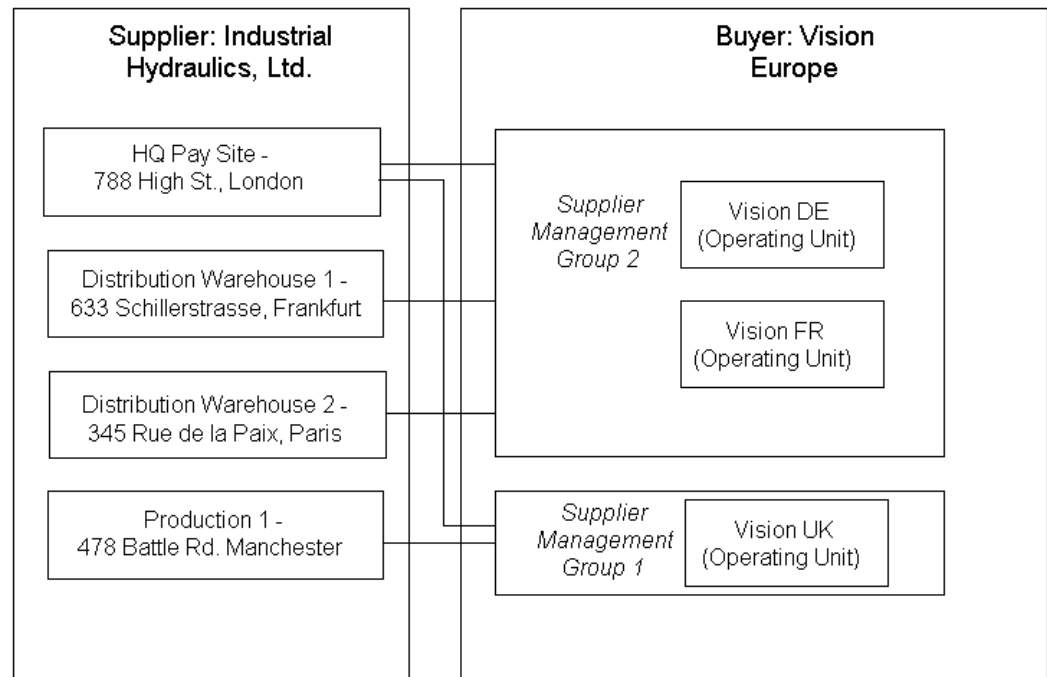 Supplier: Industrial
Hydraulics, Ltd.
HQ Pay Site -
788 High St., London
Distribution Warehouse 1 -
633 Schillerstrasse, Frankfurt
Distribution Warehouse 2 -
345 Rue de la Paix, Paris
Production 1 -
478 Battle Rd. Manchester
Buyer: Vision
Europe
Supplier
Management
Group 2
Vision DE
(Operating Unit)
Vision FR
(Operating Unit)
Supplier
Management
Group 1
Vision UK
(Operating Unit)